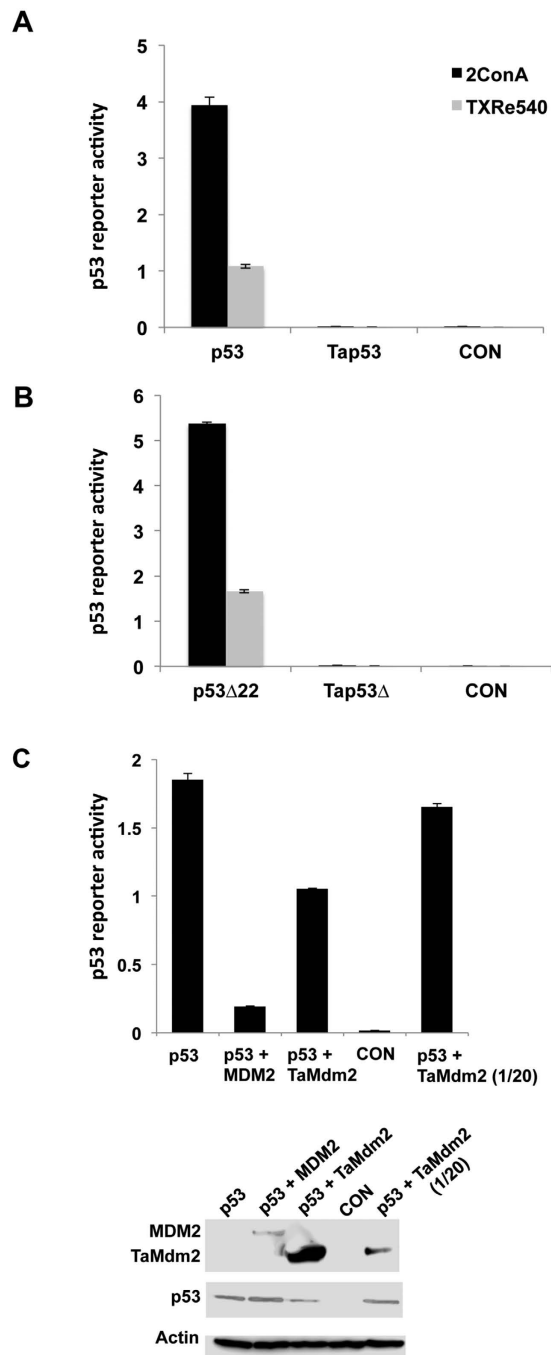 A
5
4
3
2
1
0
p53 reporter activity
2ConA
TXRe540
p53 Tap53 CON
B
6
5
4
3
2
1
0
p53 reporter activity
p53Δ22 Tap53Δ CON
C
2
1.5
1
0.5
0
p53 reporter activity
p53 p53 + MDM2 p53 + TaMdm2 CON p53 + TaMdm2 (1/20)
p53 p53 + MDM2 p53 + TaMdm2 CON p53 + TaMdm2 (1/20)
MDM2
TaMdm2
p53
Actin